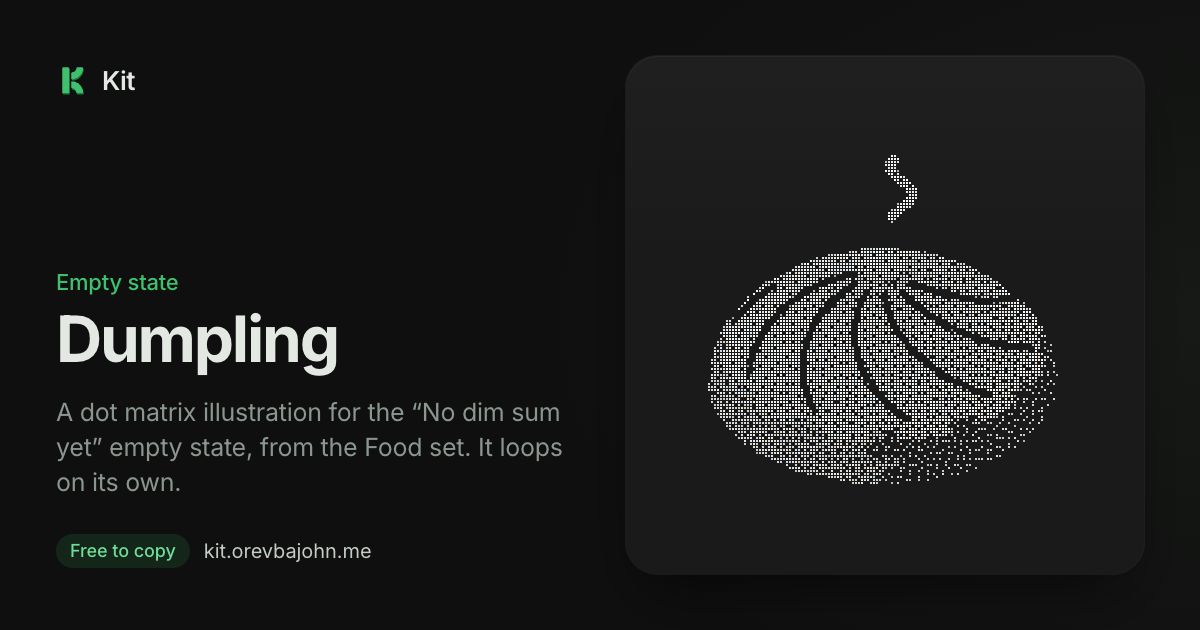 Kit
Empty state
Dumpling
A dot matrix illustration for the “No dim sum
yet” empty state, from the Food set. It loops
on its own.
Free to copy kit.orevbajohn.me